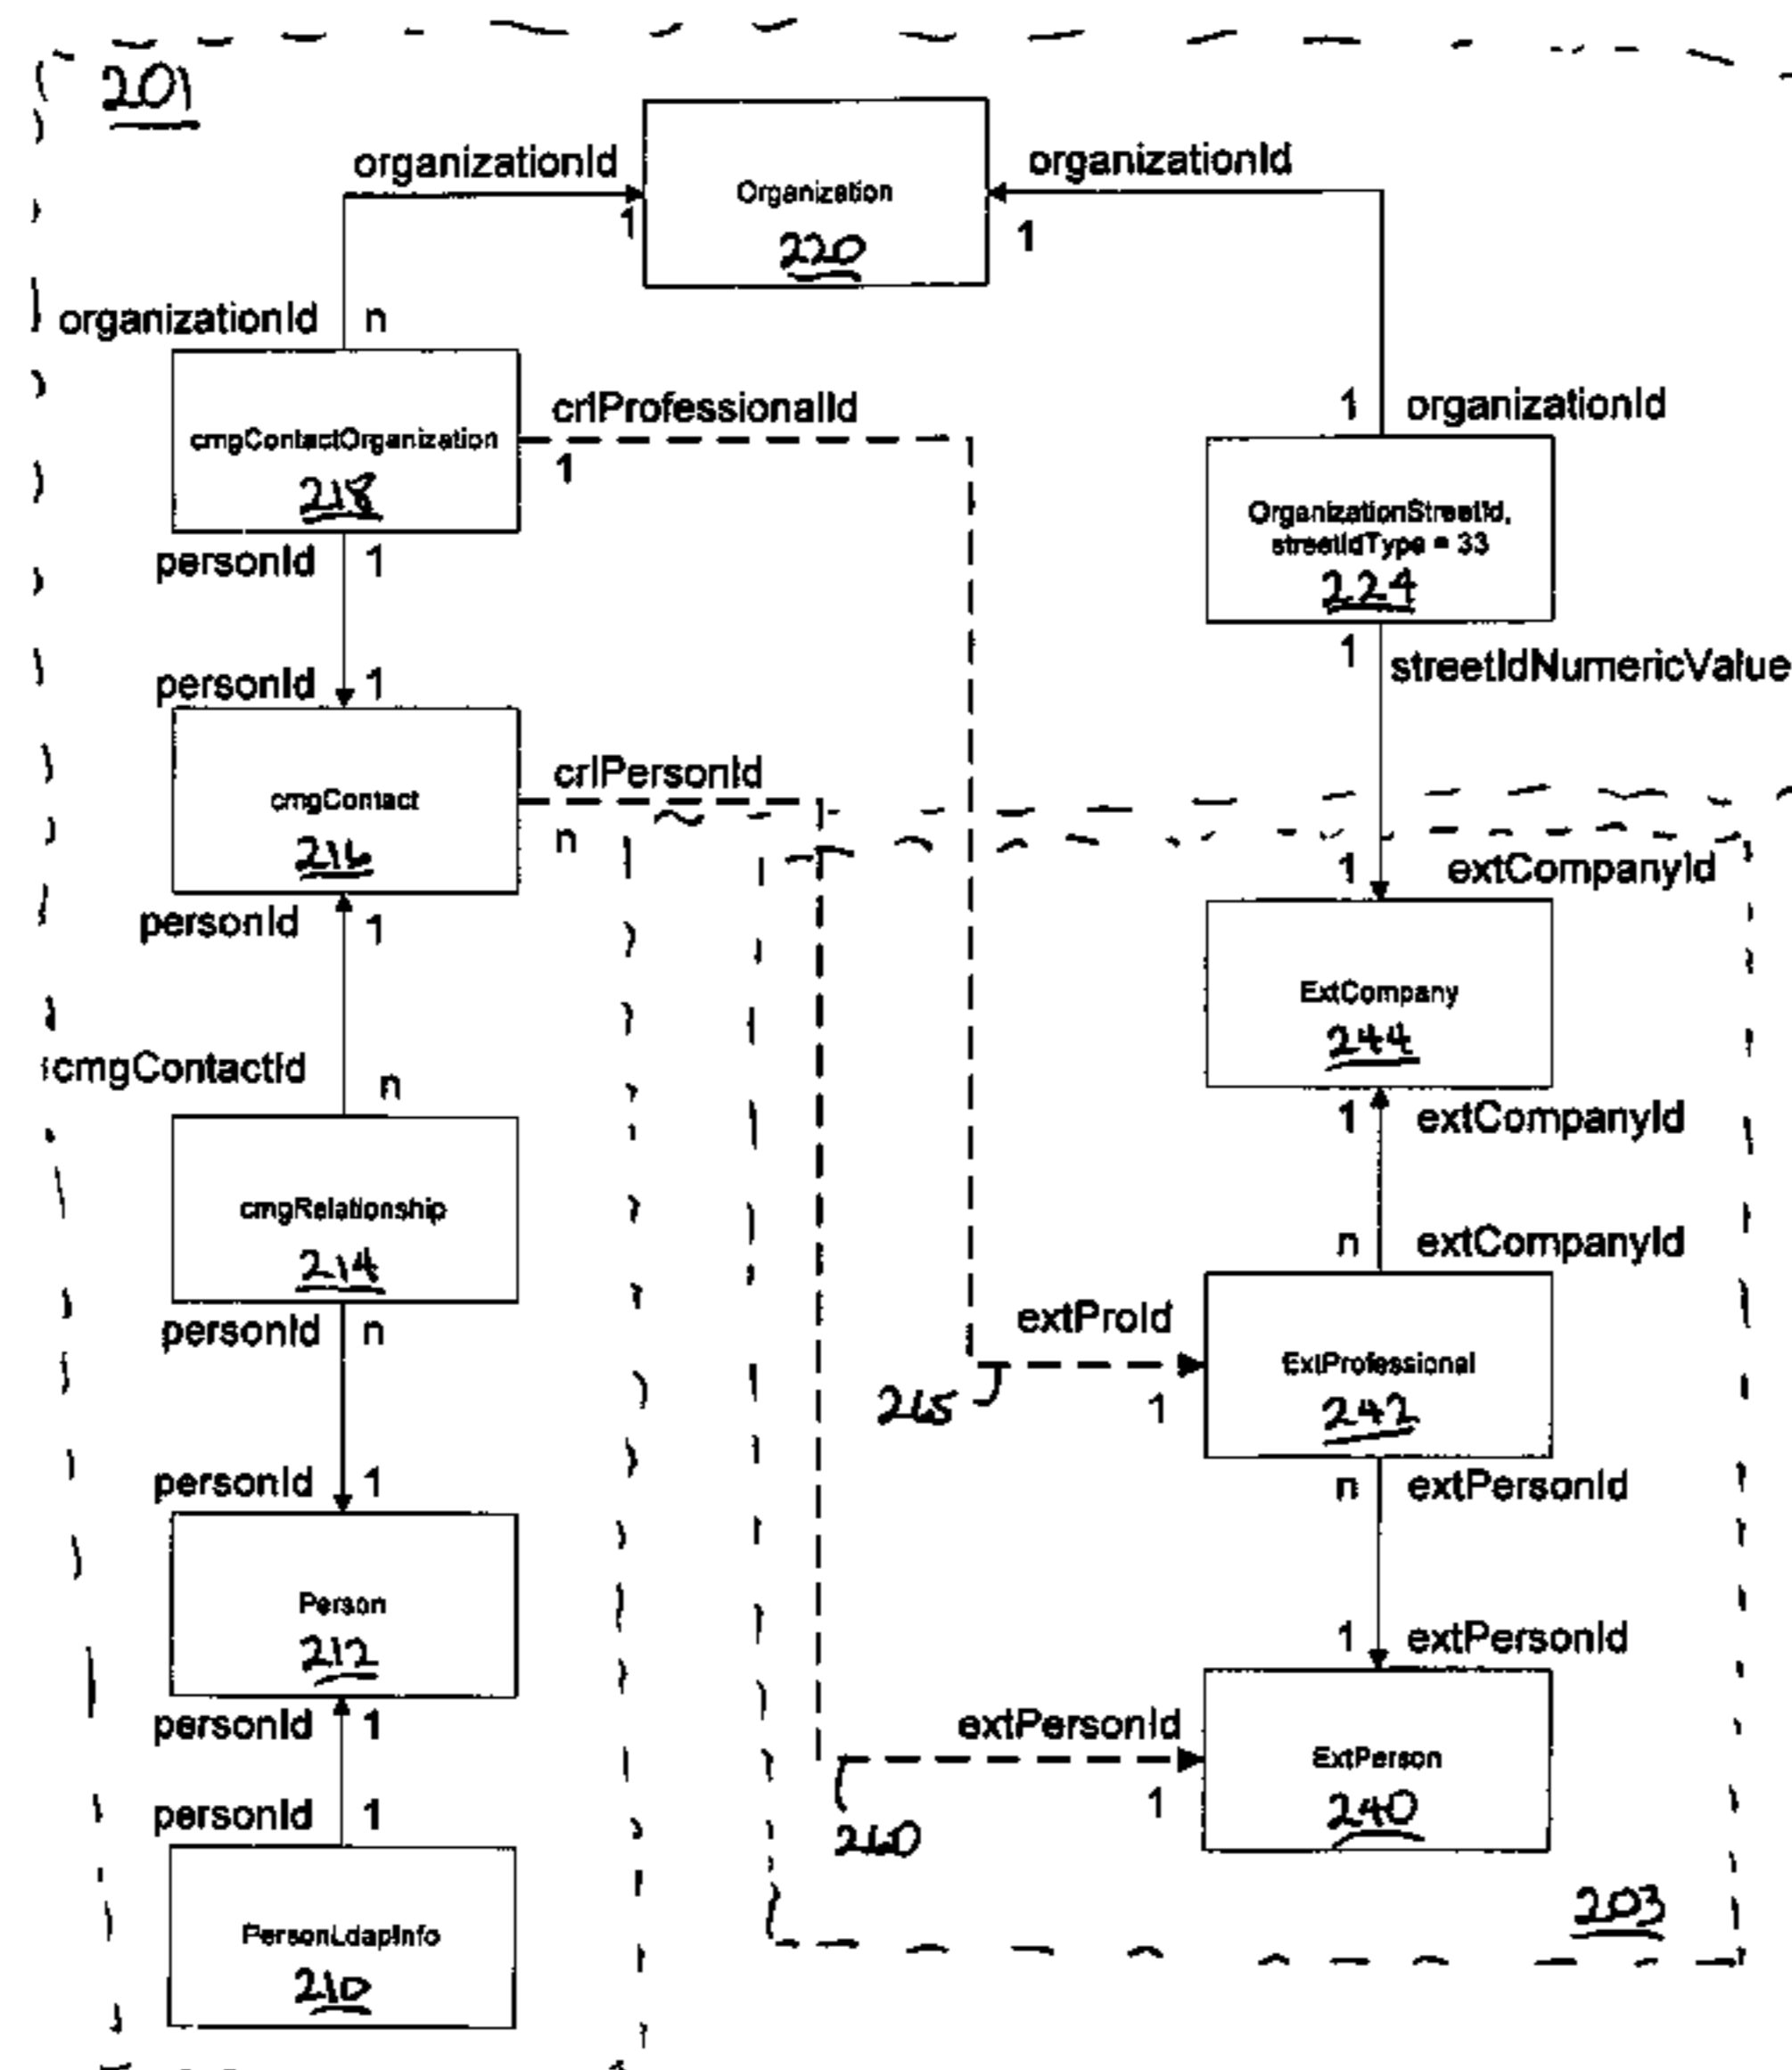 201
organizationId
organizationId
Organization
220
1
1
organizationId n
cmgContactOrganization
218
crlProfessionalId
1
1 organizationId
OrganizationStreetId,
streetIdType = 33
224
personId 1
1 streetIdNumericValue
personId 1
cmgContact
216
crlPersonId
n
personId 1
1 extCompanyId
ExtCompany
244
cmgContactId n
1 extCompanyId
cmgRelationship
214
n extCompanyId
personId n
extProId
1
ExtProfessional
242
personId 1
n extPersonId
Person
212
1 extPersonId
personId 1
extPersonId
1
ExtPerson
240
personId 1
203
PersonLdapInfo
210